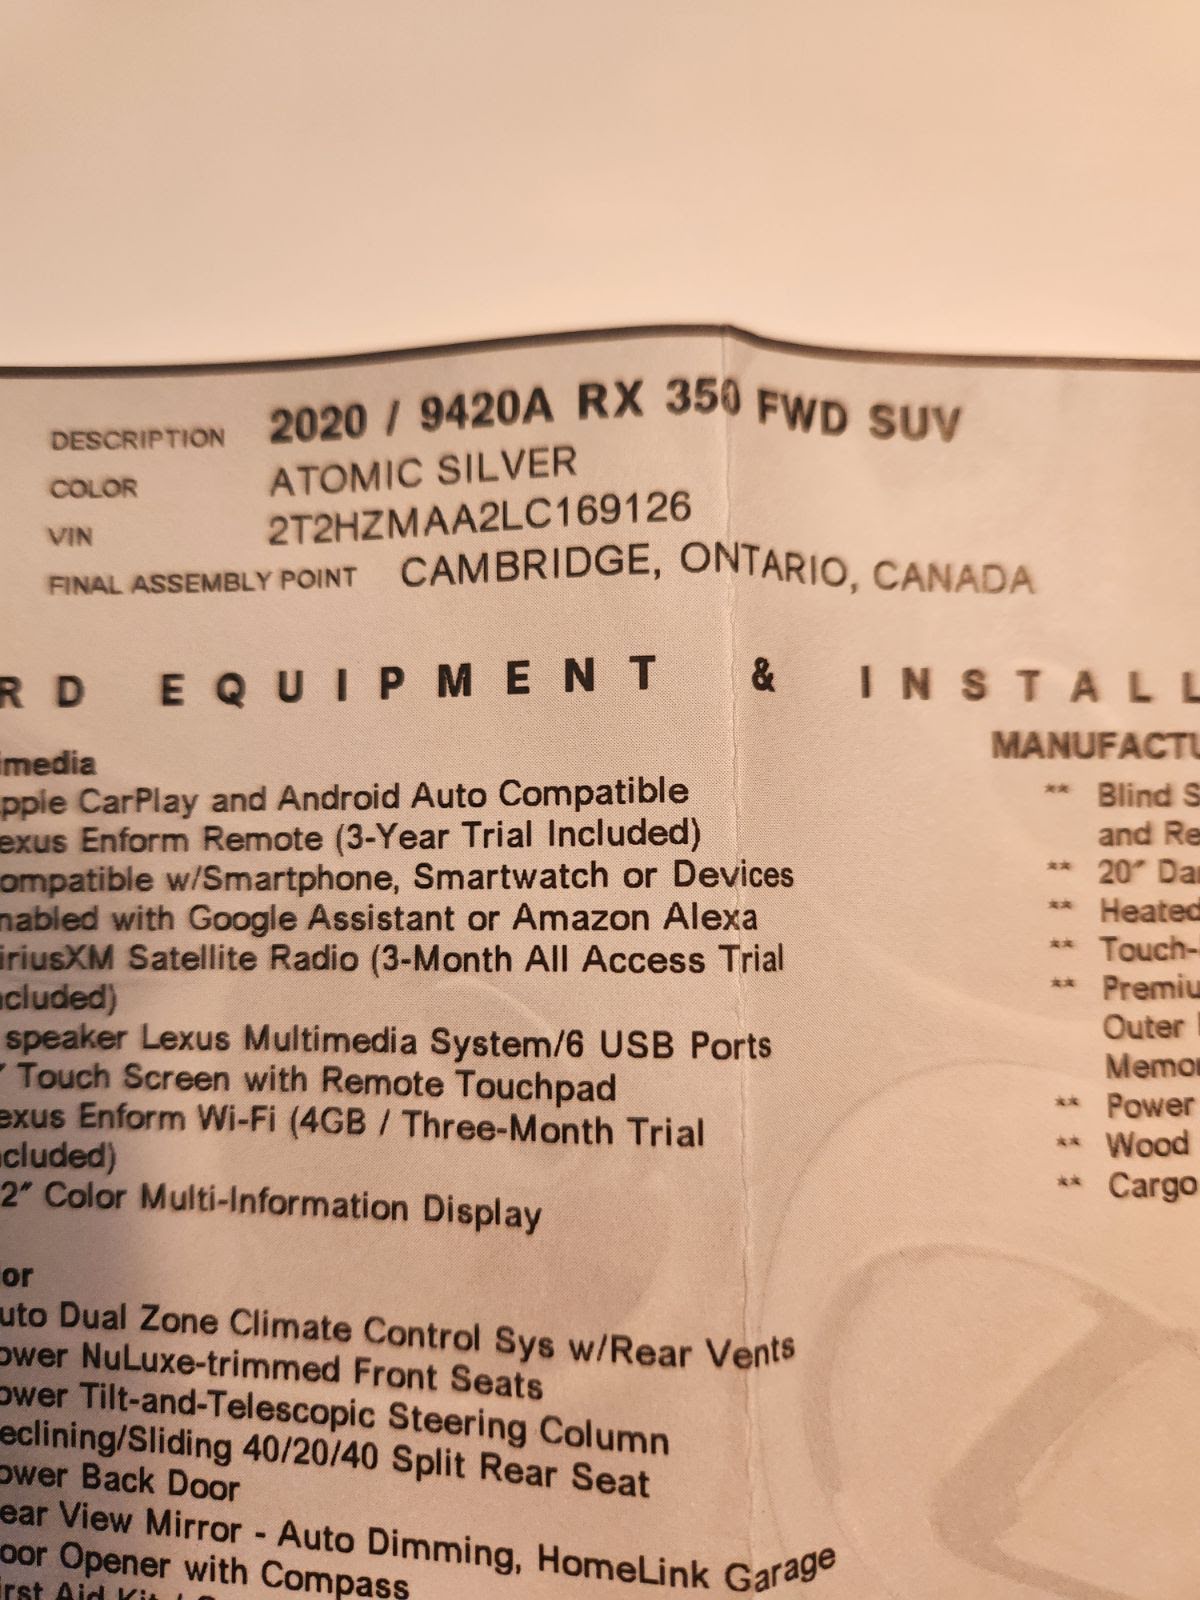 DESCRIPTION 2020 / 9420A RX 350 FWD SUV
COLOR ATOMIC SILVER
VIN 2T2HZMAA2LC169126
FINAL ASSEMBLY POINT CAMBRIDGE, ONTARIO, CANADA
RD EQUIPMENT & INSTALL
imedia
pple CarPlay and Android Auto Compatible
exus Enform Remote (3-Year Trial Included)
ompatible w/Smartphone, Smartwatch or Devices
nabled with Google Assistant or Amazon Alexa
iriusXM Satellite Radio (3-Month All Access Trial
ncluded)
speaker Lexus Multimedia System/6 USB Ports
″ Touch Screen with Remote Touchpad
exus Enform Wi-Fi (4GB / Three-Month Trial
ncluded)
2″ Color Multi-Information Display
or
uto Dual Zone Climate Control Sys w/Rear Vents
ower NuLuxe-trimmed Front Seats
ower Tilt-and-Telescopic Steering Column
eclining/Sliding 40/20/40 Split Rear Seat
ower Back Door
ear View Mirror - Auto Dimming, HomeLink Garage
oor Opener with Compass
irst Aid Kit /
MANUFACTU
** Blind S
and Re
** 20″ Da
** Heated
** Touch-
** Premiu
Outer
Memo
** Power
** Wood
** Cargo